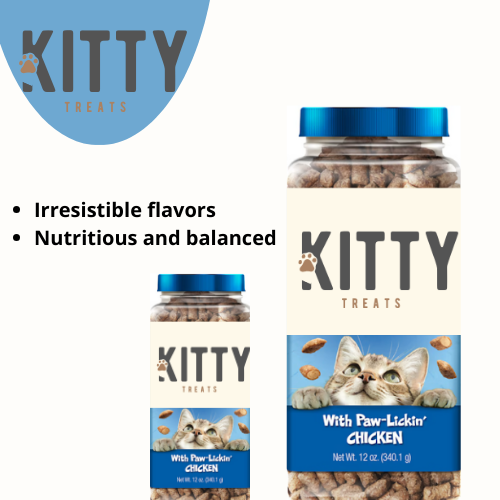 KITTY
TREATS
• Irresistible flavors
• Nutritious and balanced
KITTY
TREATS
With Paw-Lickin'
CHICKEN
Net Wt. 12 oz. (340.1 g)
KITTY
TREATS
With Paw-Lickin'
CHICKEN
Net Wt. 12 oz. (340.1 g)